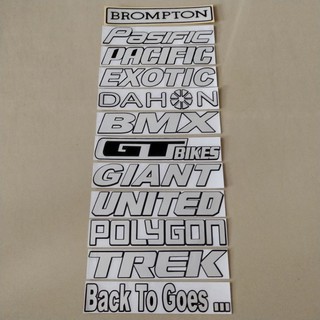 BROMPTON
PASIFIC
PACIFIC
EXOTIC
DAHON
BMX
GT BIKES
GIANT
UNITED
POLYGON
TREK
Back To Goes ...